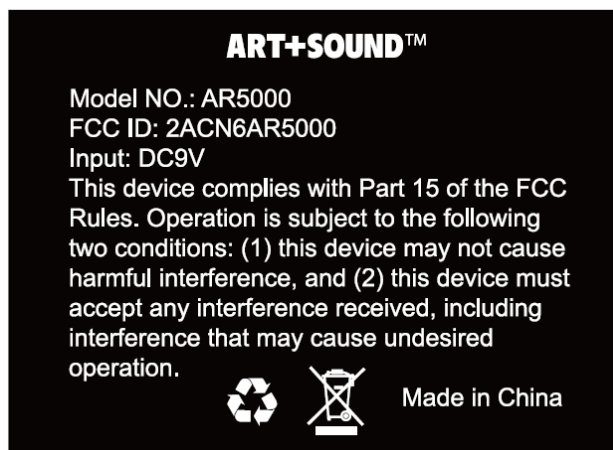 ART+SOUND™
Model NO.: AR5000
FCC ID: 2ACN6AR5000
Input: DC9V
This device complies with Part 15 of the FCC
Rules. Operation is subject to the following
two conditions: (1) this device may not cause
harmful interference, and (2) this device must
accept any interference received, including
interference that may cause undesired
operation.
Made in China